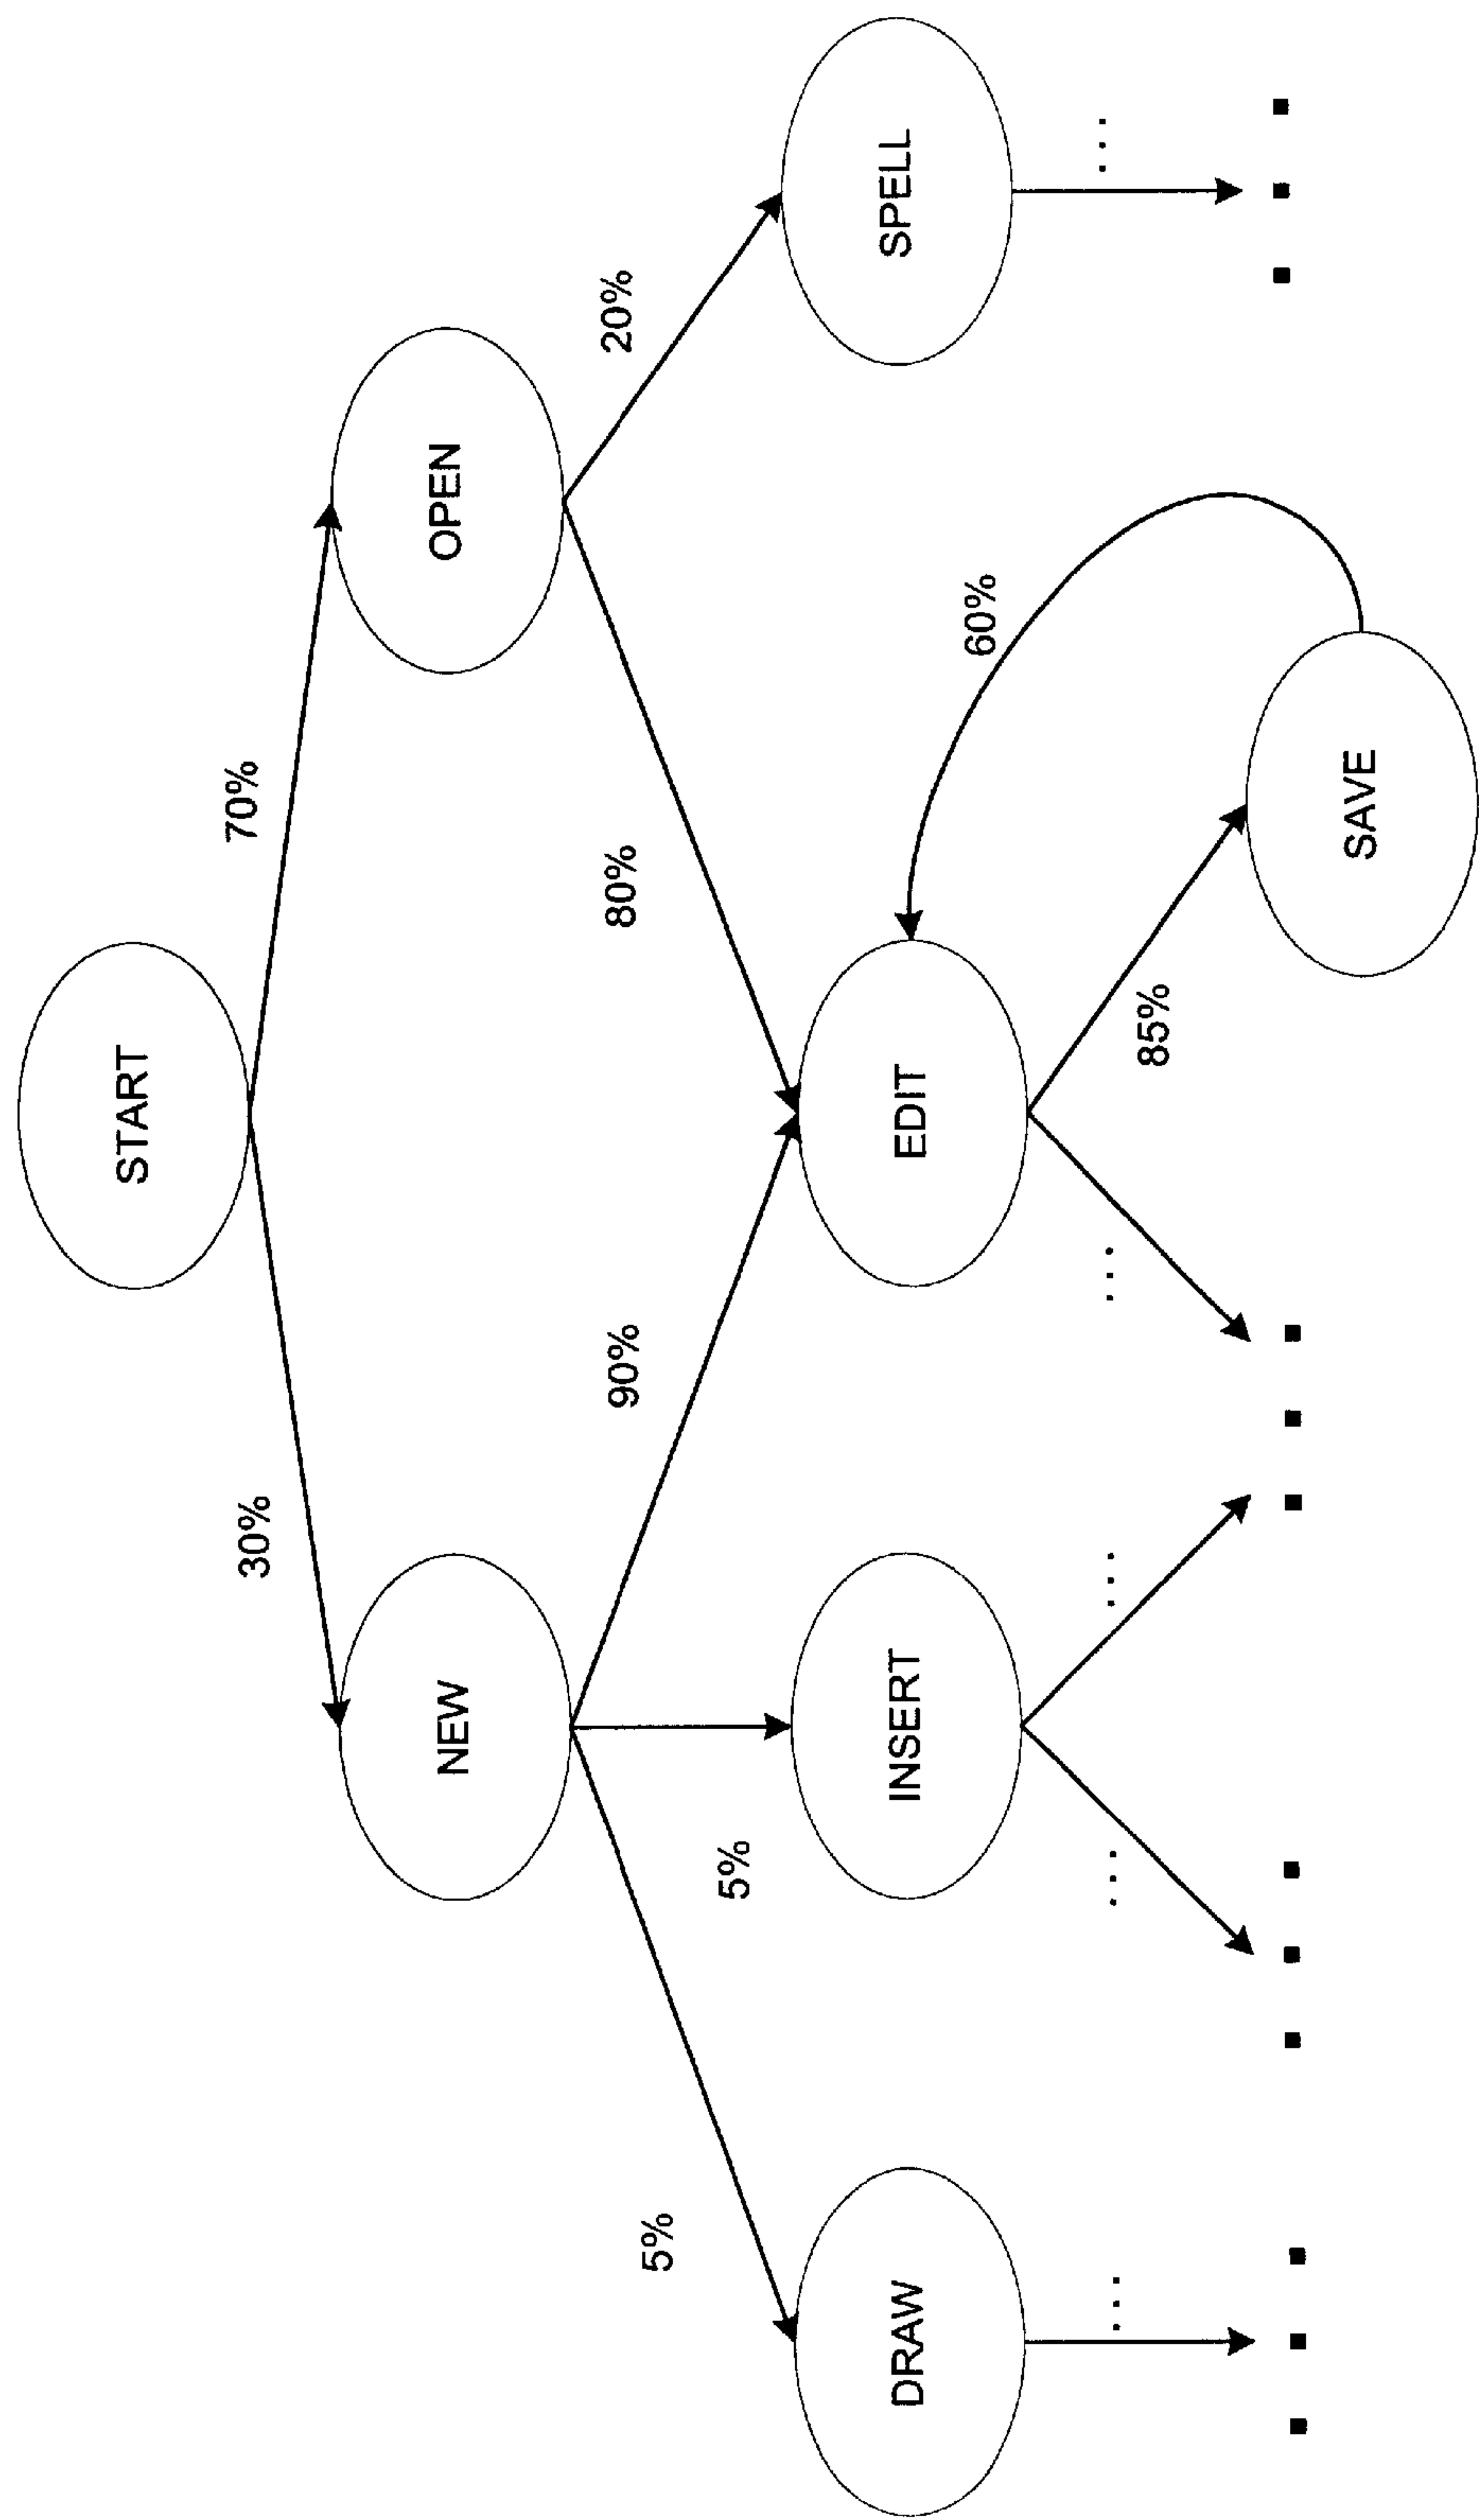 START
30%
70%
NEW
OPEN
5%
5%
90%
80%
20%
DRAW
INSERT
EDIT
SPELL
60%
...
...
...
...
85%
...
SAVE